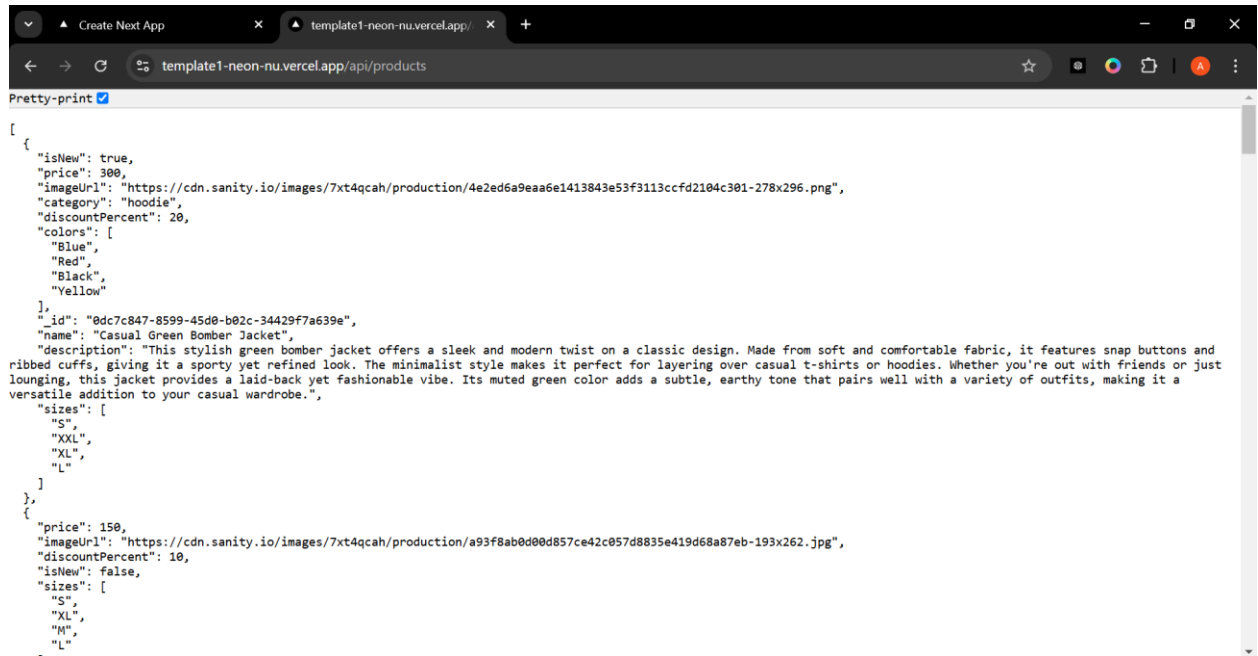 Create Next App
template1-neon-nu.vercel.app/
template1-neon-nu.vercel.app/api/products
A
Pretty-print
[
  {
    "isNew": true,
    "price": 300,
    "imageUrl": "https://cdn.sanity.io/images/7xt4qcah/production/4e2ed6a9eaa6e1413843e53f3113ccfd2104c301-278x296.png",
    "category": "hoodie",
    "discountPercent": 20,
    "colors": [
      "Blue",
      "Red",
      "Black",
      "Yellow"
    ],
    "_id": "0dc7c847-8599-45d0-b02c-34429f7a639e",
    "name": "Casual Green Bomber Jacket",
    "description": "This stylish green bomber jacket offers a sleek and modern twist on a classic design. Made from soft and comfortable fabric, it features snap buttons and
ribbed cuffs, giving it a sporty yet refined look. The minimalist style makes it perfect for layering over casual t-shirts or hoodies. Whether you're out with friends or just
lounging, this jacket provides a laid-back yet fashionable vibe. Its muted green color adds a subtle, earthy tone that pairs well with a variety of outfits, making it a
versatile addition to your casual wardrobe.",
    "sizes": [
      "S",
      "XXL",
      "XL",
      "L"
    ]
  },
  {
    "price": 150,
    "imageUrl": "https://cdn.sanity.io/images/7xt4qcah/production/a93f8ab0d00d857ce42c057d8835e419d68a87eb-193x262.jpg",
    "discountPercent": 10,
    "isNew": false,
    "sizes": [
      "S",
      "XL",
      "M",
      "L"